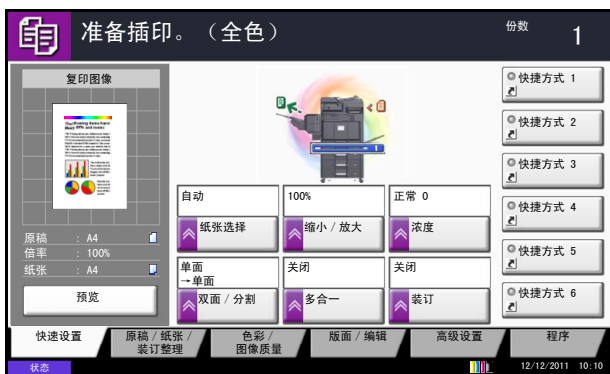 准备插印。（全色）
份数
1
复印图像
原稿 : A4
倍率 : 100%
纸张 : A4
预览
1
自动
纸张选择
100%
缩小 / 放大
正常 0
浓度
单面
→单面
双面 / 分割
关闭
多合一
关闭
装订
快捷方式 1
快捷方式 2
快捷方式 3
快捷方式 4
快捷方式 5
快捷方式 6
快速设置
原稿 / 纸张 /
装订整理
色彩 /
图像质量
版面 / 编辑
高级设置
程序
状态
12/12/2011 10:10